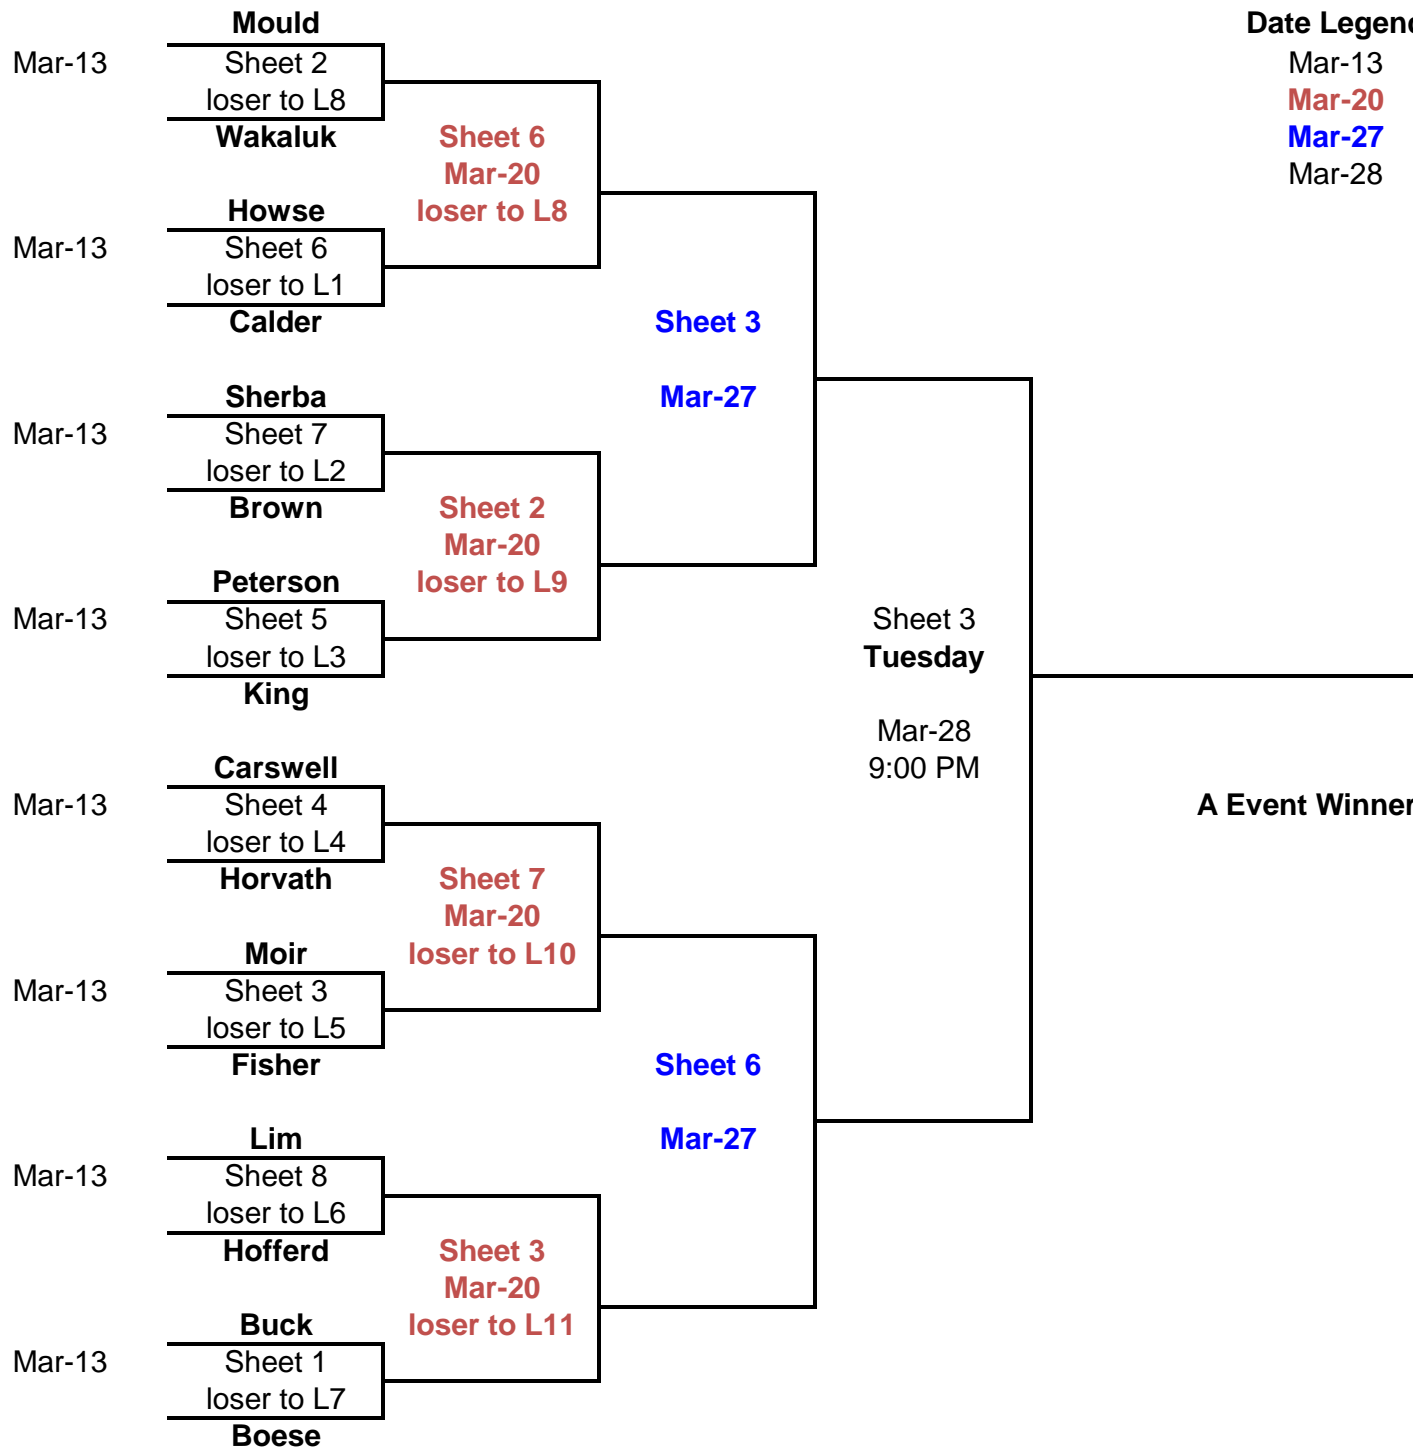 Mould
Date Legend
Mar-13
Sheet 2
Mar-13
loser to L8
Mar-20
Wakaluk
Sheet 6
Mar-27
Mar-20
Mar-28
Howse
loser to L8
Mar-13
Sheet 6
loser to L1
Calder
Sheet 3
Sherba
Mar-27
Mar-13
Sheet 7
loser to L2
Brown
Sheet 2
Mar-20
Peterson
loser to L9
Mar-13
Sheet 5
Sheet 3
loser to L3
Tuesday
King
Mar-28
Carswell
9:00 PM
Mar-13
Sheet 4
A Event Winner
loser to L4
Horvath
Sheet 7
Mar-20
Moir
loser to L10
Mar-13
Sheet 3
loser to L5
Fisher
Sheet 6
Lim
Mar-27
Mar-13
Sheet 8
loser to L6
Hofferd
Sheet 3
Mar-20
Buck
loser to L11
Mar-13
Sheet 1
loser to L7
Boese